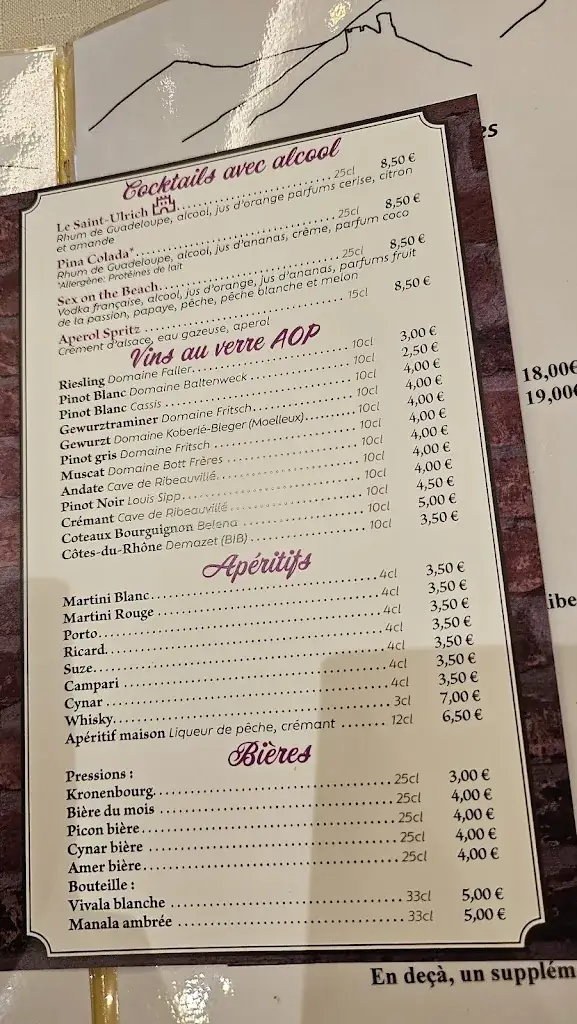 es
Cocktails avec alcool
Le Saint-Ulrich ........ 25cl 8,50 €
Rhum de Guadeloupe, alcool, jus d'orange parfums cerise, citron
et amande
Pina Colada* ........ 25cl 8,50 €
Rhum de Guadeloupe, alcool, jus d'ananas, crème, parfum coco
*Allergène: Protéines de lait
Sex on the Beach ........ 25cl 8,50 €
Vodka française, alcool, jus d'orange, jus d'ananas, parfums fruit
de la passion, papaye, pêche, pêche blanche et melon
Aperol Spritz ........ 15cl 8,50 €
Crèment d'alsace, eau gazeuse, aperol
Vins au verre AOP
Riesling Domaine Faller ........ 10cl 3,00 €
Pinot Blanc Domaine Baltenweck ........ 10cl 2,50 €
Pinot Blanc Cassis ........ 10cl 4,00 €
Gewurztraminer Domaine Fritsch ........ 10cl 4,00 €
Gewurzt Domaine Koberlé-Bleger (Moelleux) ........ 10cl 4,00 €
Pinot gris Domaine Fritsch ........ 10cl 4,00 €
Muscat Domaine Bott Frères ........ 10cl 4,00 €
Andate Cave de Ribeauvillé ........ 10cl 4,00 €
Pinot Noir Louis Sipp ........ 10cl 4,00 €
Crémant Cave de Ribeauvillé ........ 10cl 4,50 €
Coteaux Bourguignon Belena ........ 10cl 5,00 €
Côtes-du-Rhône Demazet (BIB) ........ 10cl 3,50 €
Apéritifs
Martini Blanc ........ 4cl 3,50 €
Martini Rouge ........ 4cl 3,50 €
Porto ........ 4cl 3,50 €
Ricard ........ 4cl 3,50 €
Suze ........ 4cl 3,50 €
Campari ........ 4cl 3,50 €
Cynar ........ 4cl 3,50 €
Whisky ........ 3cl 7,00 €
Apéritif maison Liqueur de pêche, crémant ........ 12cl 6,50 €
Bières
Pressions :
Kronenbourg ........ 25cl 3,00 €
Bière du mois ........ 25cl 4,00 €
Picon bière ........ 25cl 4,00 €
Cynar bière ........ 25cl 4,00 €
Amer bière ........ 25cl 4,00 €
Bouteille :
Vivala blanche ........ 33cl 5,00 €
Manala ambrée ........ 33cl 5,00 €
18,00€
19,00€
ibe
En deçà, un supplém